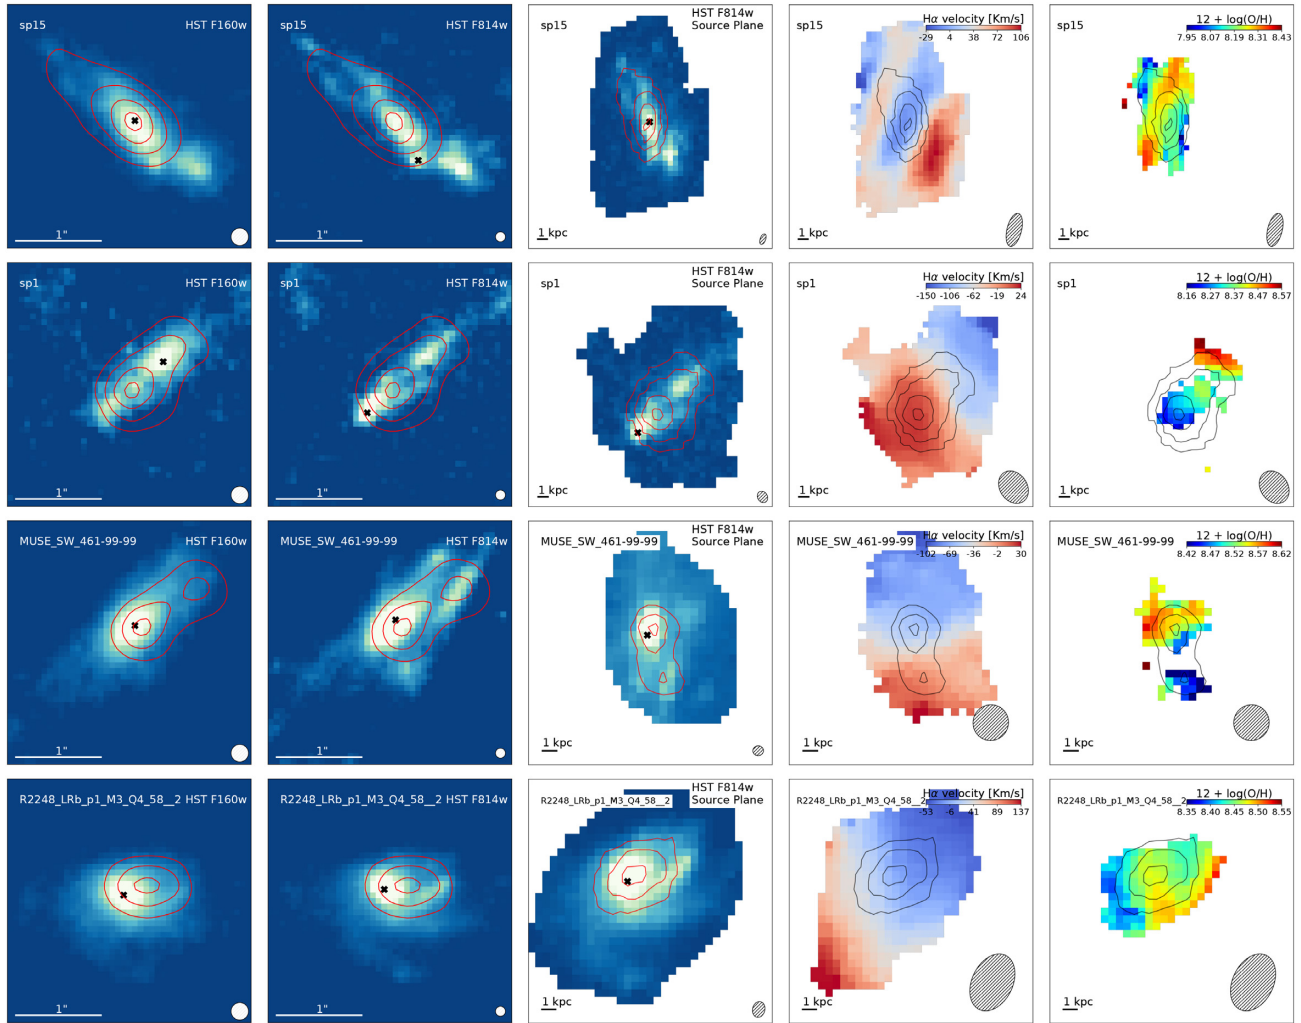 sp15 HST F160w
1"
sp15 HST F814w
1"
sp15 HST F814w
Source Plane
1 kpc
sp15 Hα velocity [Km/s]
-29 4 38 72 106
1 kpc
sp15 12 + log(O/H)
7.95 8.07 8.19 8.31 8.43
1 kpc
sp1 HST F160w
1"
sp1 HST F814w
1"
sp1 HST F814w
Source Plane
1 kpc
sp1 Hα velocity [Km/s]
-150 -106 -62 -19 24
1 kpc
sp1 12 + log(O/H)
8.16 8.27 8.37 8.47 8.57
1 kpc
MUSE_SW_461-99-99 HST F160w
1"
MUSE_SW_461-99-99 HST F814w
1"
MUSE_SW_461-99-99 HST F814w
Source Plane
1 kpc
MUSE_SW_461-99-99 Hα velocity [Km/s]
-102 -69 -36 -2 30
1 kpc
MUSE_SW_461-99-99 12 + log(O/H)
8.42 8.47 8.52 8.57 8.62
1 kpc
R2248_LRb_p1_M3_Q4_58__2 HST F160w
1"
R2248_LRb_p1_M3_Q4_58__2 HST F814w
1"
R2248_LRb_p1_M3_Q4_58__2 HST F814w
Source Plane
1 kpc
R2248_LRb_p1_M3_Q4_58__2 Hα velocity [Km/s]
-53 -6 41 89 137
1 kpc
R2248_LRb_p1_M3_Q4_58__2 12 + log(O/H)
8.35 8.40 8.45 8.50 8.55
1 kpc